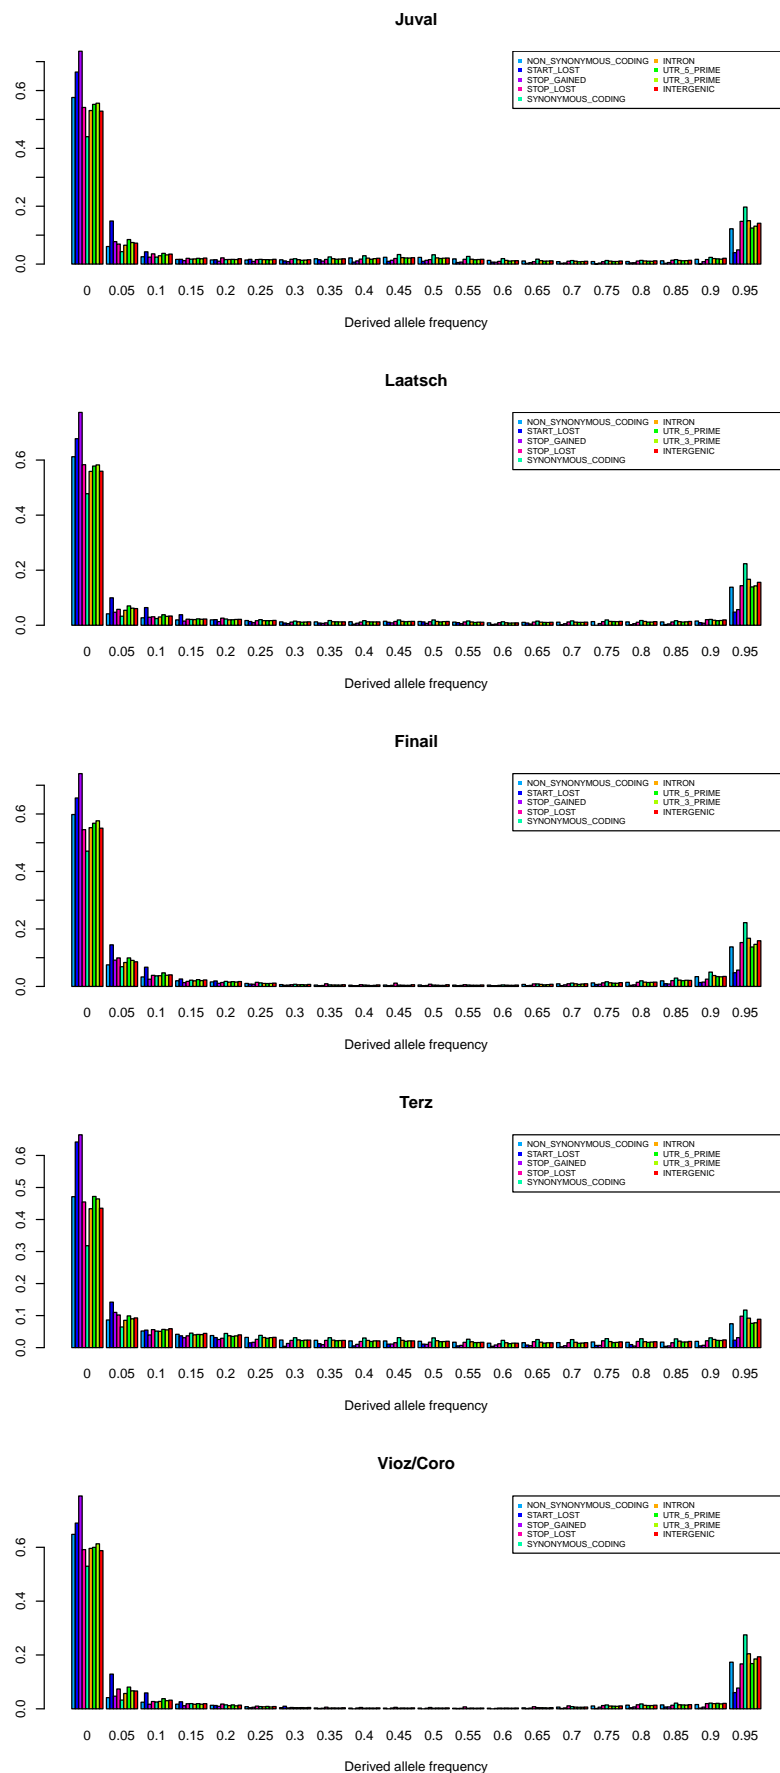 Juval
NON_SYNONYMOUS_CODING INTRON
START_LOST UTR_5_PRIME
STOP_GAINED UTR_3_PRIME
STOP_LOST INTERGENIC
SYNONYMOUS_CODING
0.0 0.2 0.4 0.6
0 0.05 0.1 0.15 0.2 0.25 0.3 0.35 0.4 0.45 0.5 0.55 0.6 0.65 0.7 0.75 0.8 0.85 0.9 0.95
Derived allele frequency
Laatsch
NON_SYNONYMOUS_CODING INTRON
START_LOST UTR_5_PRIME
STOP_GAINED UTR_3_PRIME
STOP_LOST INTERGENIC
SYNONYMOUS_CODING
0.0 0.2 0.4 0.6
0 0.05 0.1 0.15 0.2 0.25 0.3 0.35 0.4 0.45 0.5 0.55 0.6 0.65 0.7 0.75 0.8 0.85 0.9 0.95
Derived allele frequency
Finail
NON_SYNONYMOUS_CODING INTRON
START_LOST UTR_5_PRIME
STOP_GAINED UTR_3_PRIME
STOP_LOST INTERGENIC
SYNONYMOUS_CODING
0.0 0.2 0.4 0.6
0 0.05 0.1 0.15 0.2 0.25 0.3 0.35 0.4 0.45 0.5 0.55 0.6 0.65 0.7 0.75 0.8 0.85 0.9 0.95
Derived allele frequency
Terz
NON_SYNONYMOUS_CODING INTRON
START_LOST UTR_5_PRIME
STOP_GAINED UTR_3_PRIME
STOP_LOST INTERGENIC
SYNONYMOUS_CODING
0.0 0.1 0.2 0.3 0.4 0.5 0.6
0 0.05 0.1 0.15 0.2 0.25 0.3 0.35 0.4 0.45 0.5 0.55 0.6 0.65 0.7 0.75 0.8 0.85 0.9 0.95
Derived allele frequency
Vioz/Coro
NON_SYNONYMOUS_CODING INTRON
START_LOST UTR_5_PRIME
STOP_GAINED UTR_3_PRIME
STOP_LOST INTERGENIC
SYNONYMOUS_CODING
0.0 0.2 0.4 0.6
0 0.05 0.1 0.15 0.2 0.25 0.3 0.35 0.4 0.45 0.5 0.55 0.6 0.65 0.7 0.75 0.8 0.85 0.9 0.95
Derived allele frequency